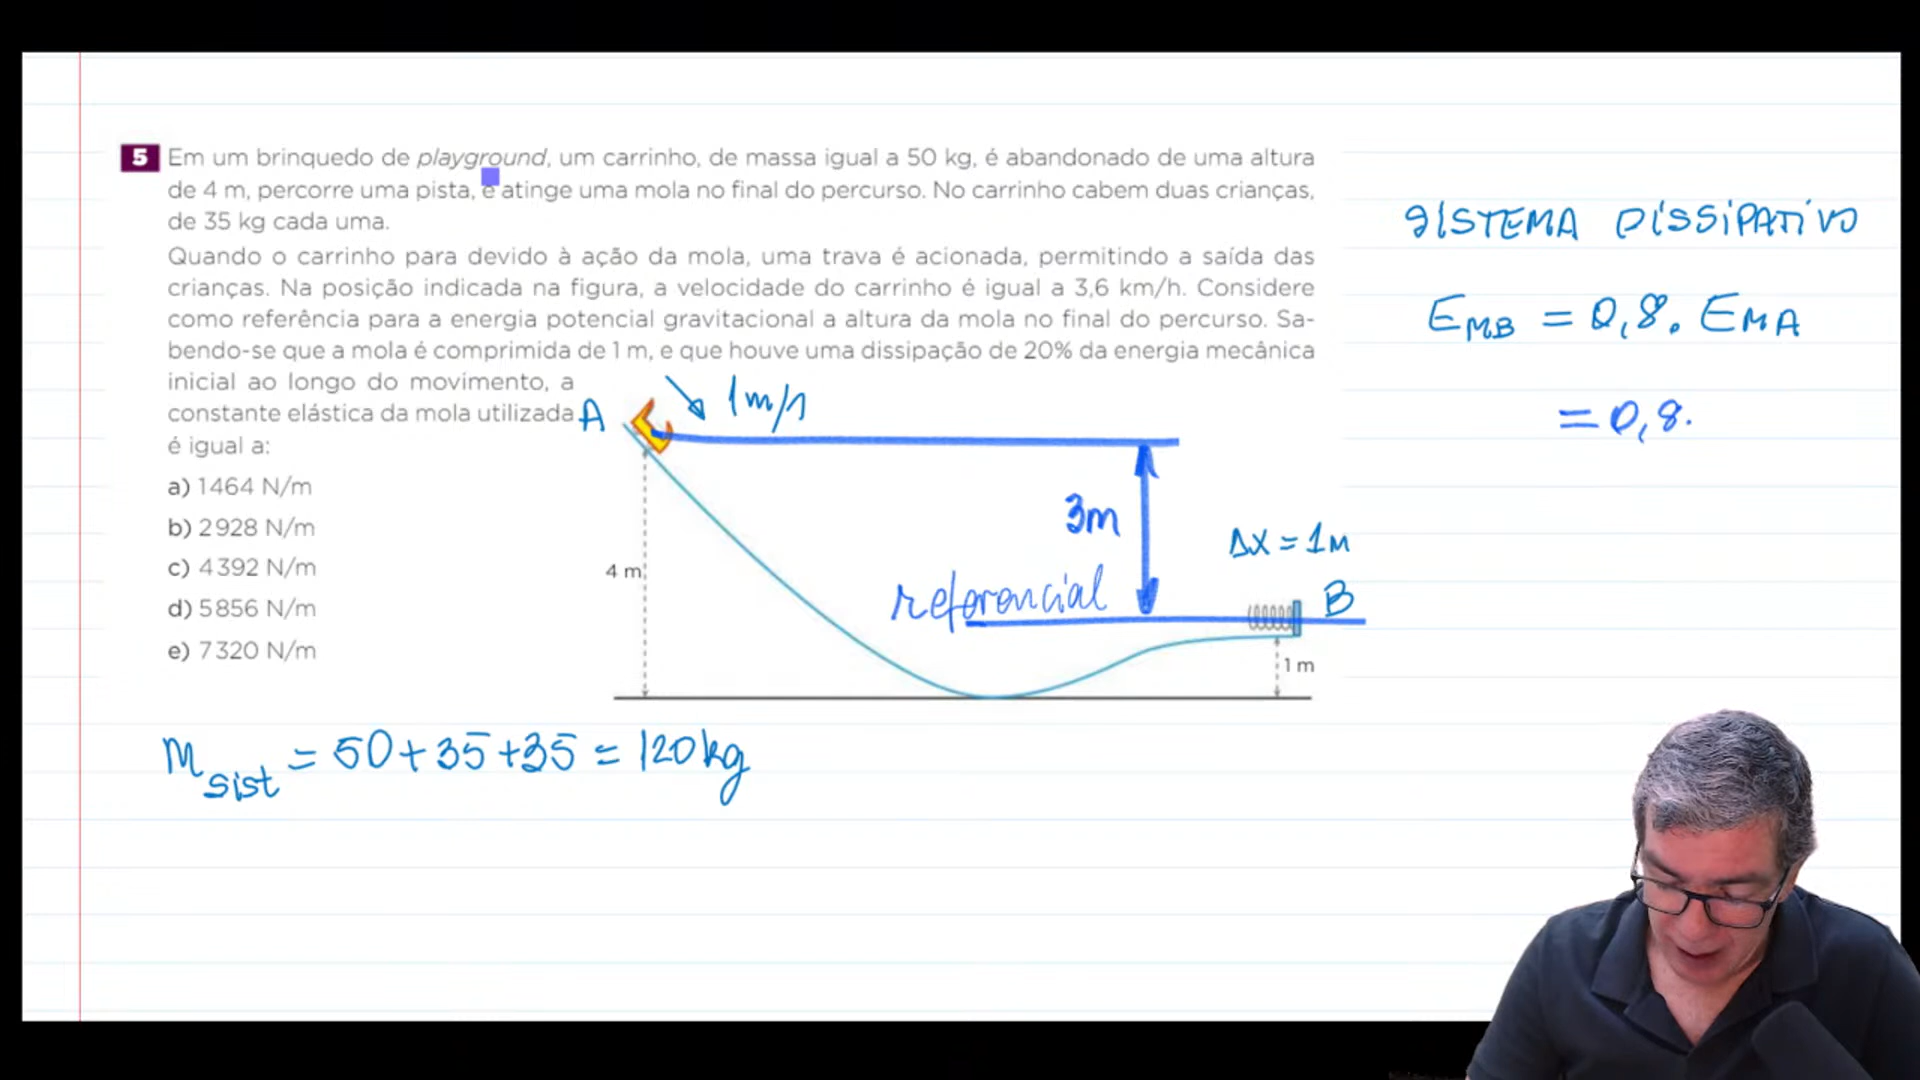 5 Em um brinquedo de playground, um carrinho, de massa igual a 50 kg, é abandonado de uma altura
de 4 m, percorre uma pista, e atinge uma mola no final do percurso. No carrinho cabem duas crianças,
de 35 kg cada uma.
Quando o carrinho para devido à ação da mola, uma trava é acionada, permitindo a saída das
crianças. Na posição indicada na figura, a velocidade do carrinho é igual a 3,6 km/h. Considere
como referência para a energia potencial gravitacional a altura da mola no final do percurso. Sa-
bendo-se que a mola é comprimida de 1 m, e que houve uma dissipação de 20% da energia mecânica
inicial ao longo do movimento, a
constante elástica da mola utilizada
é igual a:
a) 1464 N/m
b) 2928 N/m
c) 4392 N/m
d) 5856 N/m
e) 7320 N/m
A
1m/s
3m
ΔX = 1m
4 m
referencial
B
1 m
SISTEMA DISSIPATIVO
EMB = 0,8. EMA
= 0,8.
Msist = 50+35+35 = 120kg